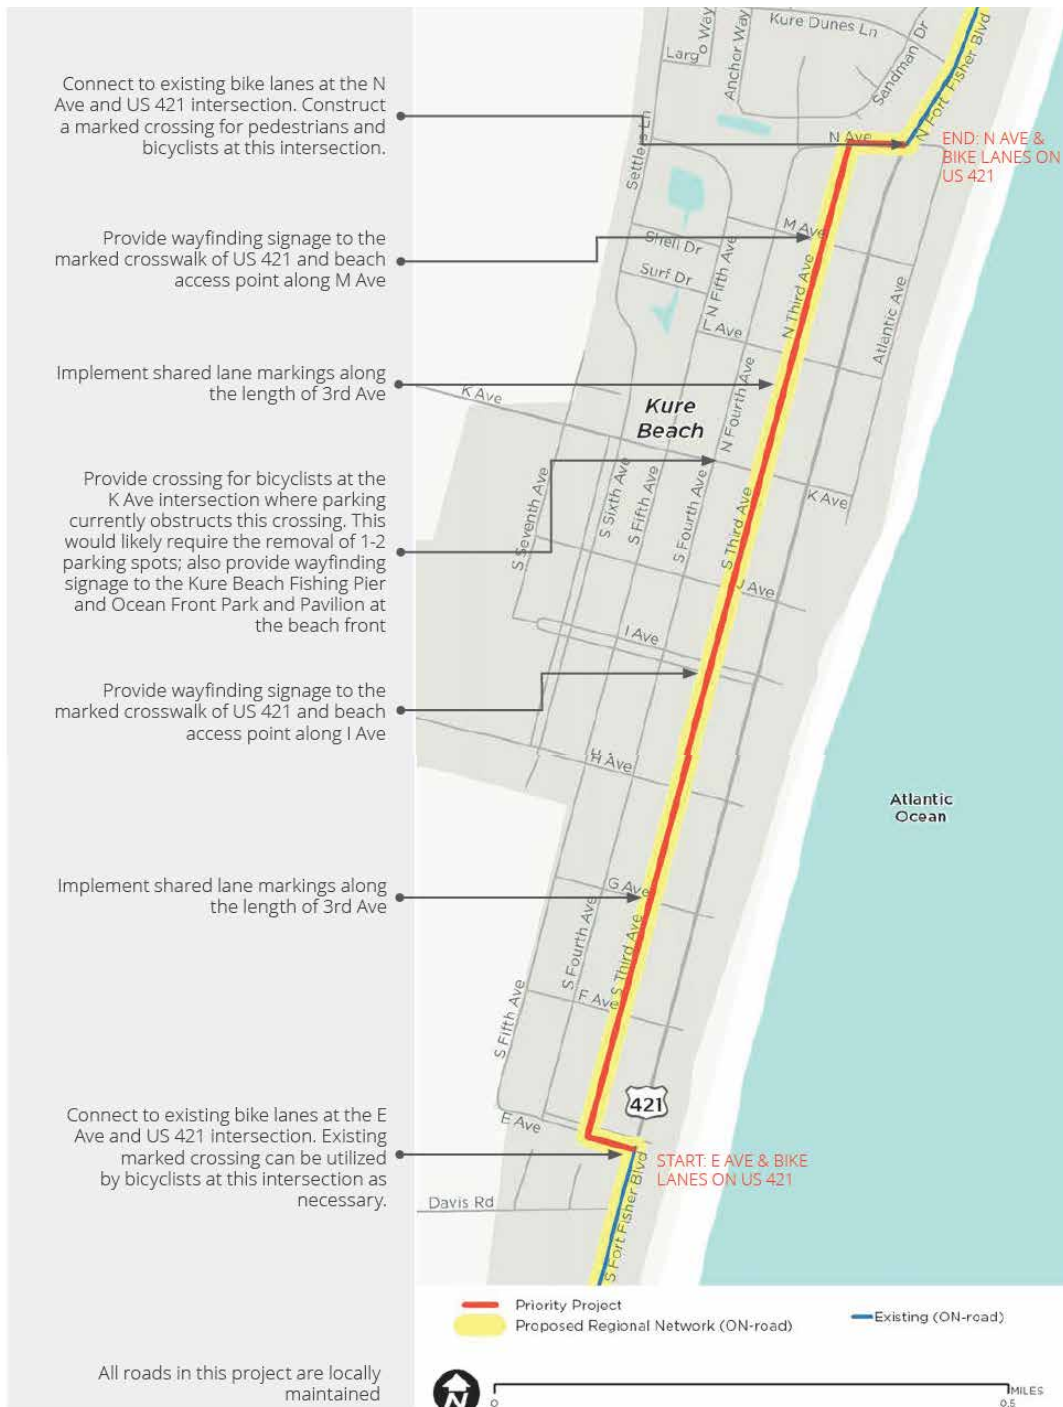 Connect to existing bike lanes at the N
Ave and US 421 intersection. Construct
a marked crossing for pedestrians and
bicyclists at this intersection.
Provide wayfinding signage to the
marked crosswalk of US 421 and beach
access point along M Ave
Implement shared lane markings along
the length of 3rd Ave
Provide crossing for bicyclists at the
K Ave intersection where parking
currently obstructs this crossing. This
would likely require the removal of 1-2
parking spots; also provide wayfinding
signage to the Kure Beach Fishing Pier
and Ocean Front Park and Pavilion at
the beach front
Provide wayfinding signage to the
marked crosswalk of US 421 and beach
access point along I Ave
Implement shared lane markings along
the length of 3rd Ave
Connect to existing bike lanes at the E
Ave and US 421 intersection. Existing
marked crossing can be utilized
by bicyclists at this intersection as
necessary.
All roads in this project are locally
maintained
Kure Dunes Ln
Largo Way
Anchor Way
Sandman Dr
N Fort Fisher Blvd
N Ave
END: N AVE &
BIKE LANES ON
US 421
Settlers Ln
M Ave
Shell Dr
Surf Dr
N Fifth Ave
N Third Ave
L Ave
Atlantic Ave
K Ave
Kure
Beach
N Fourth Ave
K Ave
S Seventh Ave
S Sixth Ave
S Fifth Ave
S Fourth Ave
S Third Ave
J Ave
I Ave
H Ave
Atlantic
Ocean
G Ave
S Fourth Ave
S Third Ave
F Ave
S Fifth Ave
421
E Ave
START: E AVE & BIKE
LANES ON US 421
Davis Rd
S Fort Fisher Blvd
Priority Project
Proposed Regional Network (ON-road)
Existing (ON-road)
N
0
0.5
MILES